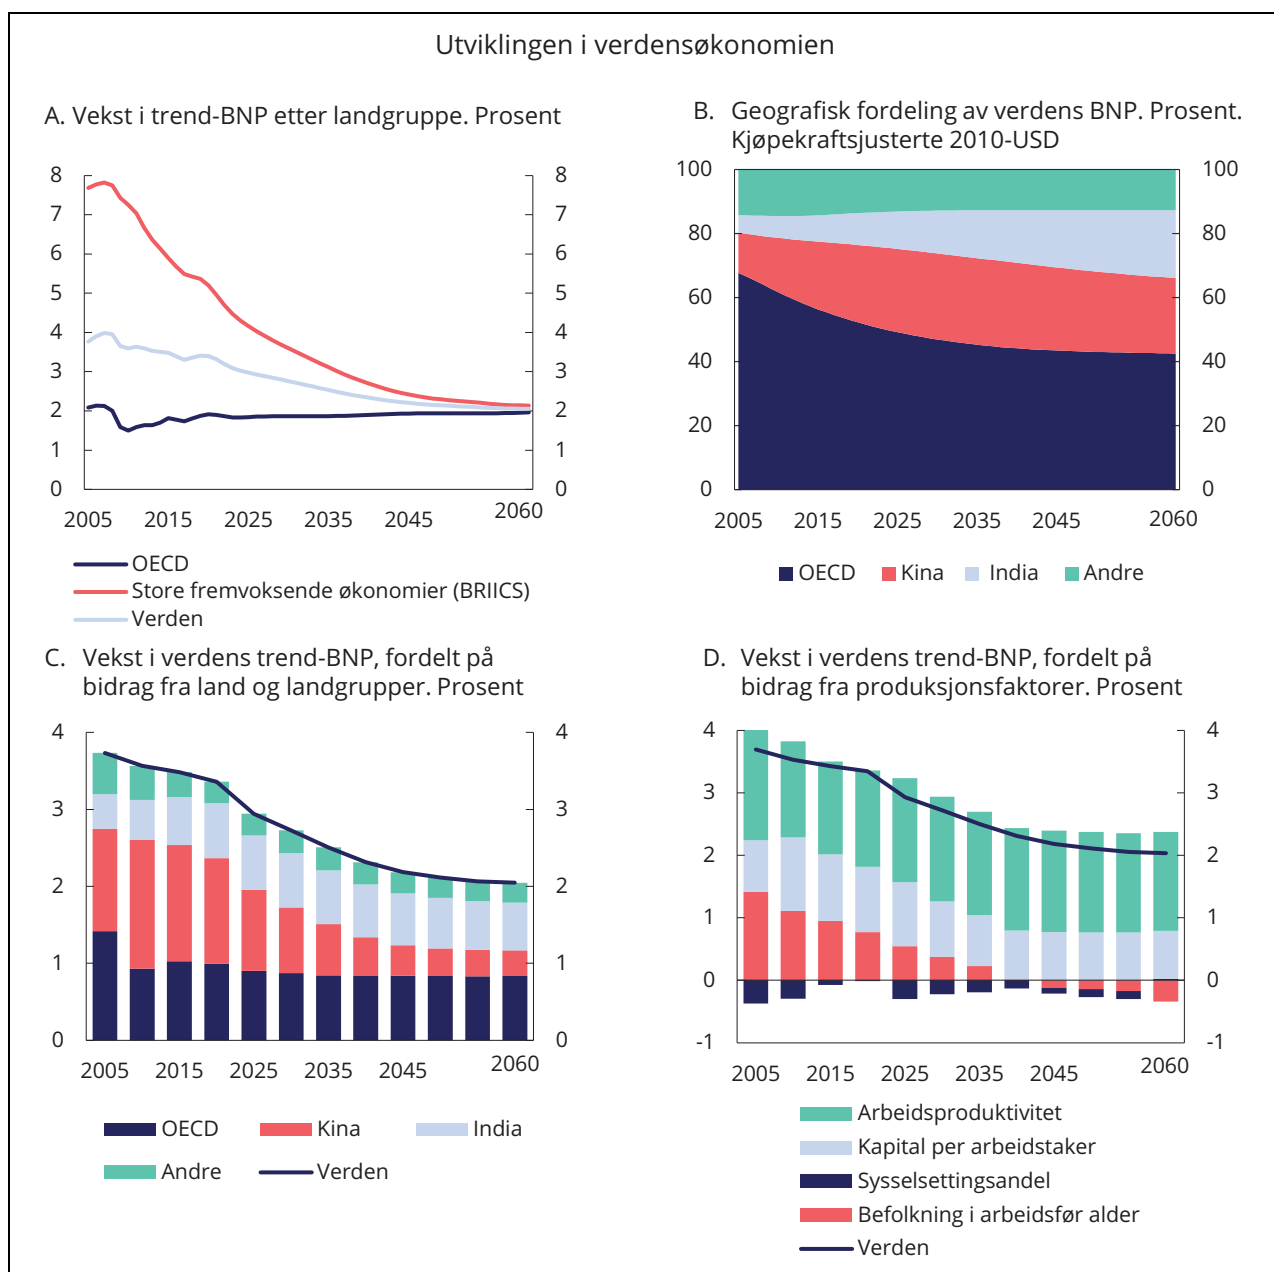 Utviklingen i verdensøkonomien
A. Vekst i trend-BNP etter landgruppe. Prosent
8 8
7 7
6 6
5 5
4 4
3 3
2 2
1 1
0 0
2005 2015 2025 2035 2045 2060
OECD
Store fremvoksende økonomier (BRIICS)
Verden
B. Geografisk fordeling av verdens BNP. Prosent.
Kjøpekraftsjusterte 2010-USD
100 100
80 80
60 60
40 40
20 20
0 0
2005 2015 2025 2035 2045 2060
OECD Kina India Andre
C. Vekst i verdens trend-BNP, fordelt på
bidrag fra land og landgrupper. Prosent
4 4
3 3
2 2
1 1
0 0
2005 2015 2025 2035 2045 2060
OECD Kina India
Andre Verden
D. Vekst i verdens trend-BNP, fordelt på
bidrag fra produksjonsfaktorer. Prosent
4 4
3 3
2 2
1 1
0 0
-1 -1
2005 2015 2025 2035 2045 2060
Arbeidsproduktivitet
Kapital per arbeidstaker
Sysselsettingsandel
Befolkning i arbeidsfør alder
Verden